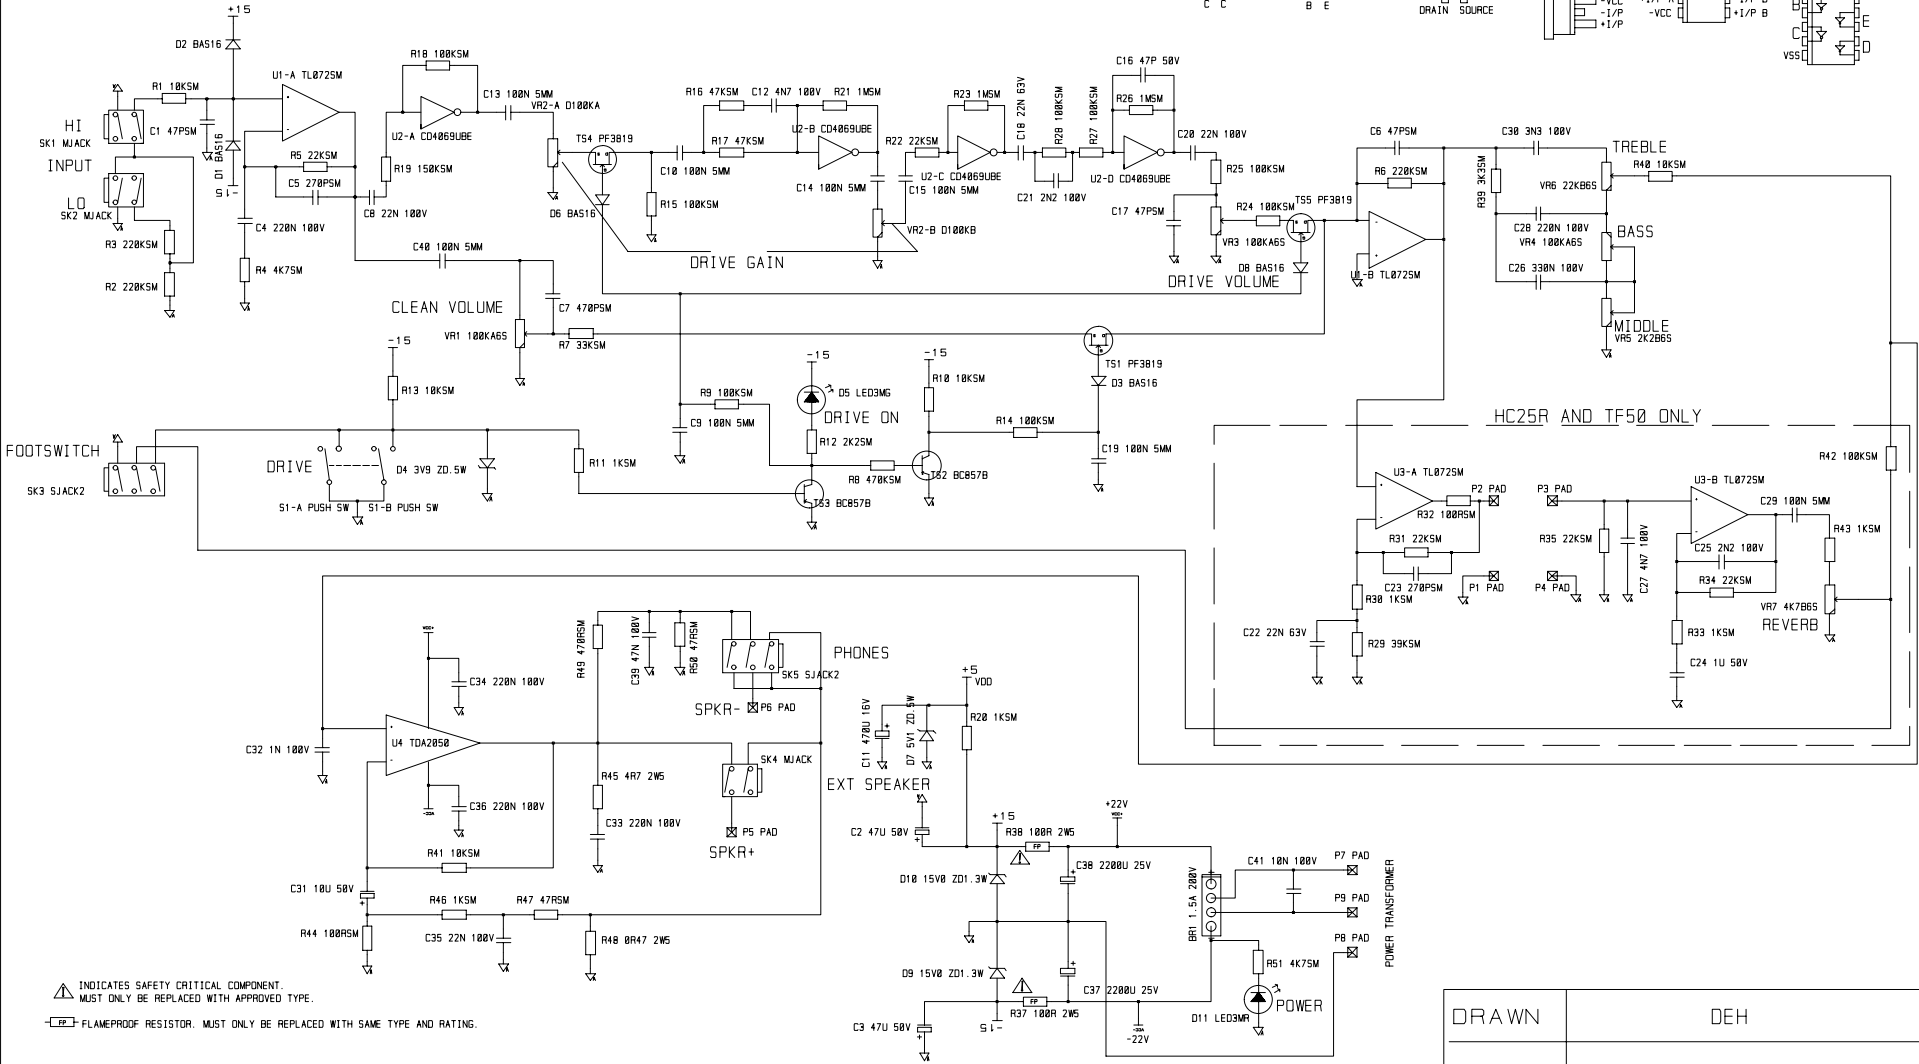 C C
B E
DRAIN SOURCE
-VCC
-I/P
+I/P
-VCC
+I/P B
B
E
C
D
VSS
+15
D2 BAS16
R1 10KSM
U1-A TL072SM
HI
SK1 MJACK
C1 47PSM
D1 BAS16
-15
INPUT
LO
SK2 MJACK
R3 220KSM
R2 220KSM
R5 22KSM
C5 270PSM
C4 220N 100V
R4 4K7SM
C8 22N 100V
R18 100KSM
U2-A CD4069UBE
R19 150KSM
C13 100N 5MM
VR2-A D100KA
TS4 PF3819
D6 BAS16
C40 100N 5MM
R16 47KSM
C12 4N7 100V
R21 1MSM
U2-B CD4069UBE
R17 47KSM
C10 100N 5MM
R15 100KSM
C14 100N 5MM
VR2-B D100KB
DRIVE GAIN
R22 22KSM
C15 100N 5MM
R23 1MSM
U2-C CD4069UBE
C18 22N 63V
R28 100KSM
R27 100KSM
C21 2N2 100V
C16 47P 50V
R26 1MSM
U2-D CD4069UBE
C20 22N 100V
R25 100KSM
C17 47PSM
VR3 100KA6S
R24 100KSM
TS5 PF3819
D8 BAS16
DRIVE VOLUME
C6 47PSM
R6 220KSM
U1-B TL072SM
C30 3N3 100V
R39 3K3SM
TREBLE
R40 10KSM
VR6 22KB6S
C28 220N 100V
VR4 100KA6S
BASS
C26 330N 100V
MIDDLE
VR5 2K2B6S
CLEAN VOLUME
VR1 100KA6S
C7 470PSM
R7 33KSM
TS1 PF3819
D3 BAS16
-15
R13 10KSM
FOOTSWITCH
SK3 SJACK2
DRIVE
S1-A PUSH SW
S1-B PUSH SW
D4 3V9 ZD.5W
R11 1KSM
R9 100KSM
C9 100N 5MM
-15
D5 LED3MG
DRIVE ON
R12 2K2SM
R8 470KSM
TS3 BC857B
-15
R10 10KSM
TS2 BC857B
R14 100KSM
C19 100N 5MM
HC25R AND TF50 ONLY
U3-A TL072SM
R32 100RSM
P2 PAD
R31 22KSM
C23 270PSM
P1 PAD
R30 1KSM
C22 22N 63V
R29 39KSM
P3 PAD
P4 PAD
R35 22KSM
C27 4N7 100V
U3-B TL072SM
C29 100N 5MM
C25 2N2 100V
R34 22KSM
R33 1KSM
C24 1U 50V
R43 1KSM
VR7 4K7B6S
REVERB
R42 100KSM
C32 1N 100V
VCC+
U4 TDA2050
C34 220N 100V
C36 220N 100V
R41 10KSM
C31 10U 50V
R44 100RSM
R46 1KSM
C35 22N 100V
R47 47RSM
R48 0R47 2W5
R49 470RSM
C39 47N 100V
R50 47RSM
PHONES
SK5 SJACK2
SPKR-
P6 PAD
R45 4R7 2W5
C33 220N 100V
SK4 MJACK
EXT SPEAKER
P5 PAD
SPKR+
+5
VDD
C11 470U 16V
D7 5V1 ZD.5W
R20 1KSM
C2 47U 50V
+15
R38 100R 2W5
FP
+22V
VCC+
D10 15V0 ZD1.3W
C38 2200U 25V
D9 15V0 ZD1.3W
C37 2200U 25V
C3 47U 50V
-15
FP
R37 100R 2W5
-22V
BR1 1.5A 200V
C41 10N 100V
P7 PAD
P9 PAD
P8 PAD
POWER TRANSFORMER
R51 4K7SM
D11 LED3MR
POWER
INDICATES SAFETY CRITICAL COMPONENT.
MUST ONLY BE REPLACED WITH APPROVED TYPE.
FP FLAMEPROOF RESISTOR. MUST ONLY BE REPLACED WITH SAME TYPE AND RATING.
DRAWN DEH